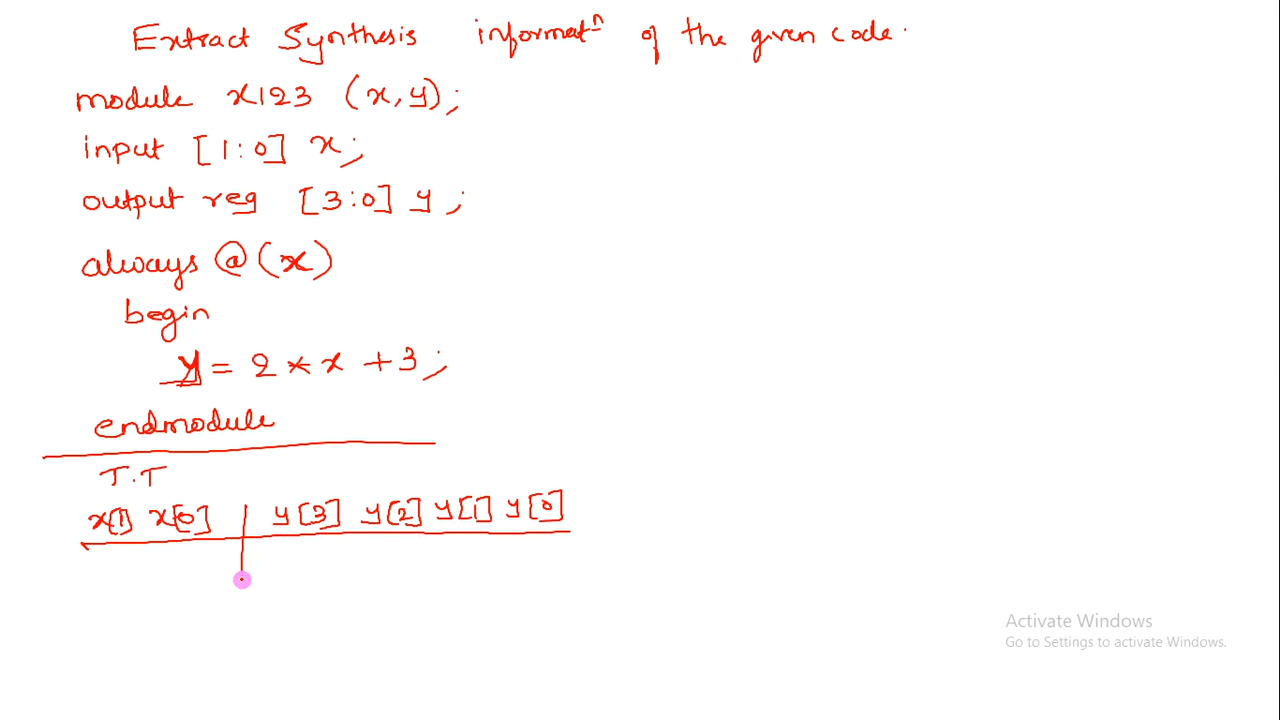 Extract Synthesis informatⁿ of the given code.
module x123 (x, y);
input [1:0] x;
output reg [3:0] y;
always @(x)
begin
y = 2 * x + 3;
endmodule
T.T
x[1] x[0] y[3] y[2] y[1] y[0]
Activate Windows
Go to Settings to activate Windows.